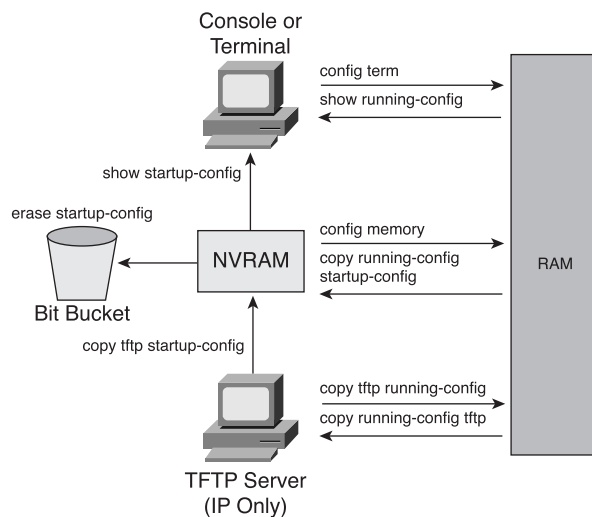 Console or
Terminal
config term
show running-config
show startup-config
erase startup-config
config memory
NVRAM
copy running-config
startup-config
RAM
Bit Bucket
copy tftp startup-config
copy tftp running-config
copy running-config tftp
TFTP Server
(IP Only)